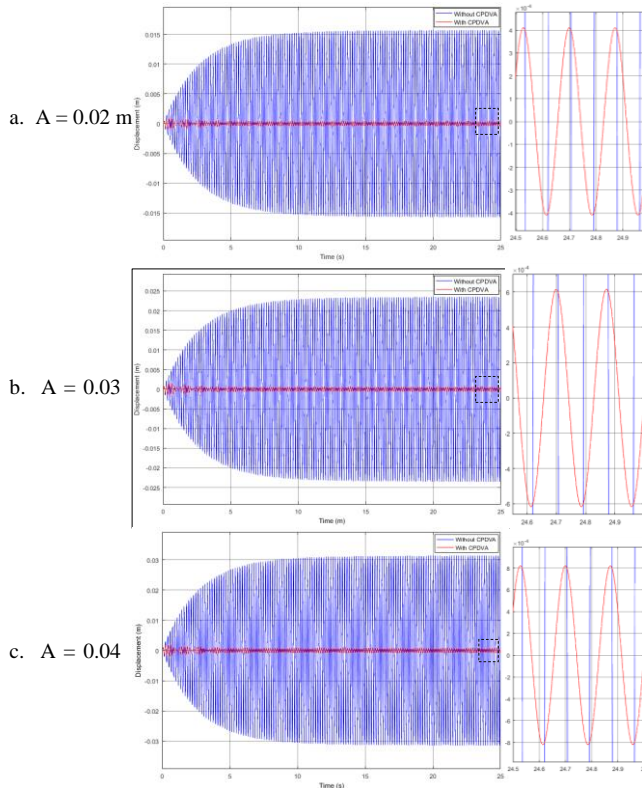 Without CPDVA
With CPDVA
×10⁻⁴
a. A = 0.02 m
Displacement (m)
0.015
0.01
0.005
0
-0.005
-0.01
-0.015
0 5 10 15 20 25
Time (s)
4
3
2
1
0
-1
-2
-3
-4
24.5 24.6 24.7 24.8 24.9
Without CPDVA
With CPDVA
b. A = 0.03
Displacement (m)
0.025
0.02
0.015
0.01
0.005
0
-0.005
-0.01
-0.015
-0.02
-0.025
0 5 10 15 20 25
Time (m)
6
4
2
0
-2
-4
-6
24.6 24.7 24.8 24.9
Without CPDVA
With CPDVA
c. A = 0.04
Displacement (m)
0.03
0.02
0.01
0
-0.01
-0.02
-0.03
0 5 10 15 20 25
Time (s)
8
6
4
2
0
-2
-4
-6
-8
24.5 24.6 24.7 24.8 24.9